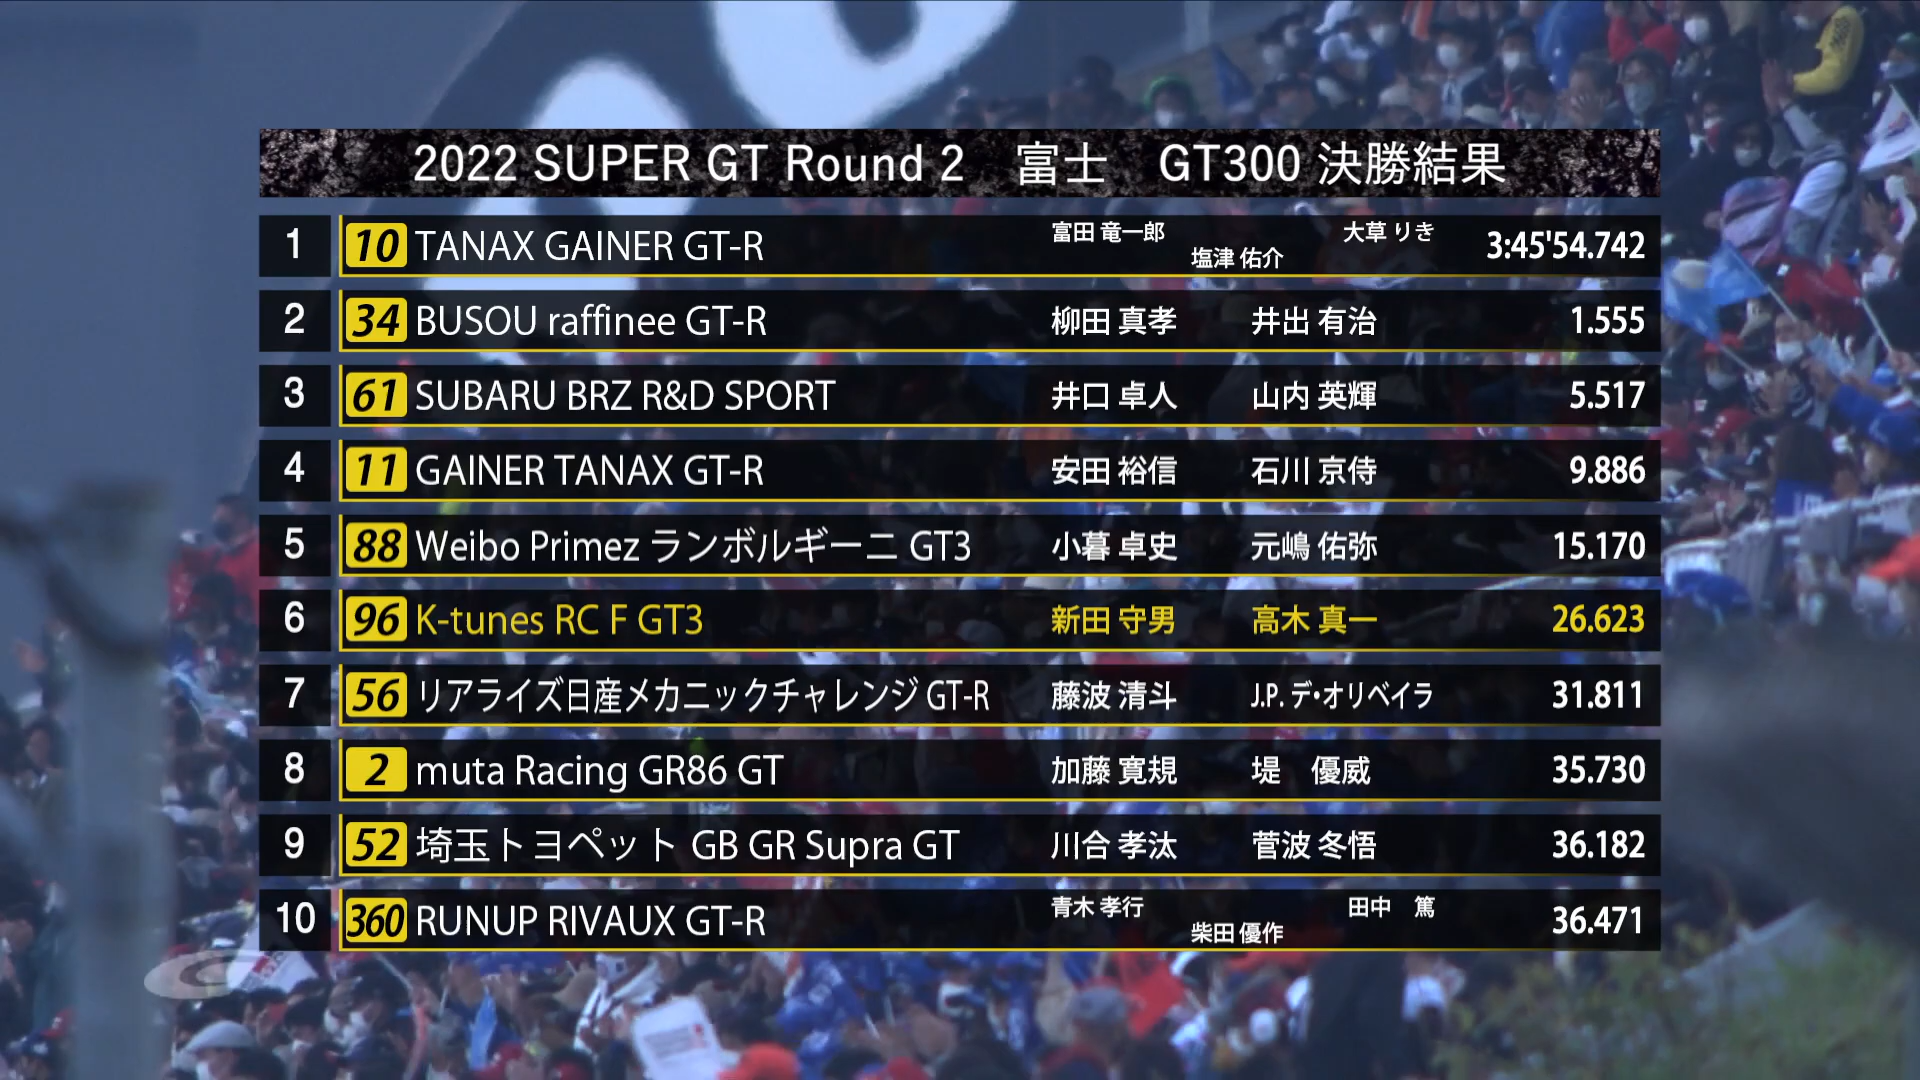 2022 SUPER GT Round 2 富士 GT300 決勝結果
1 10 TANAX GAINER GT-R 富田 竜一郎 塩津 佑介 大草 りき 3:45'54.742
2 34 BUSOU raffinee GT-R 柳田 真孝 井出 有治 1.555
3 61 SUBARU BRZ R&D SPORT 井口 卓人 山内 英輝 5.517
4 11 GAINER TANAX GT-R 安田 裕信 石川 京侍 9.886
5 88 Weibo Primez ランボルギーニ GT3 小暮 卓史 元嶋 佑弥 15.170
6 96 K-tunes RC F GT3 新田 守男 高木 真一 26.623
7 56 リアライズ日産メカニックチャレンジ GT-R 藤波 清斗 J.P. デ・オリベイラ 31.811
8 2 muta Racing GR86 GT 加藤 寛規 堤 優威 35.730
9 52 埼玉トヨペット GB GR Supra GT 川合 孝汰 菅波 冬悟 36.182
10 360 RUNUP RIVAUX GT-R 青木 孝行 柴田 優作 田中 篤 36.471